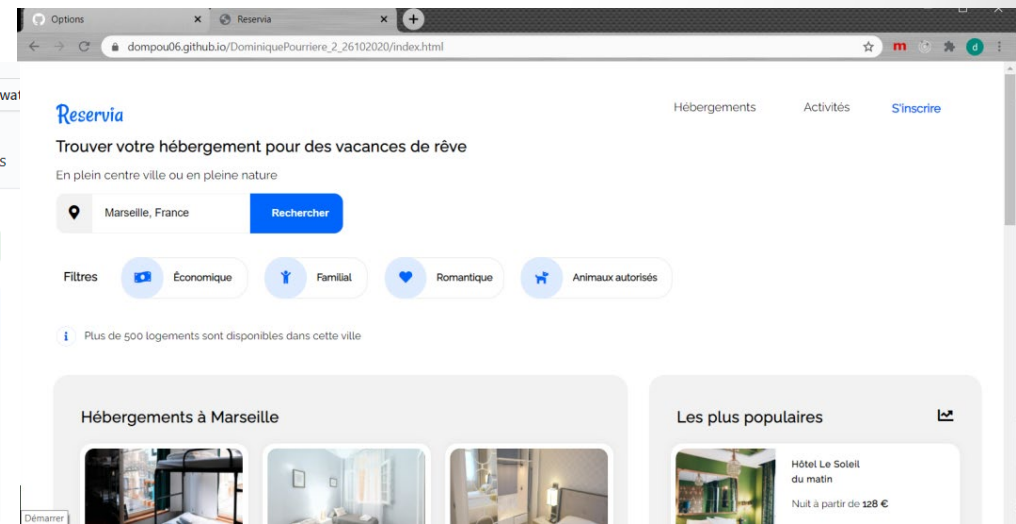 Options
Reservia
dompou06.github.io/DominiquePourriere_2_26102020/index.html
m
d
wat
s
Reservia
Hébergements Activités S'inscrire
Trouver votre hébergement pour des vacances de rêve
En plein centre ville ou en pleine nature
Marseille, France Rechercher
Filtres Économique Familial Romantique Animaux autorisés
i Plus de 500 logements sont disponibles dans cette ville
Hébergements à Marseille
Les plus populaires
Hôtel Le Soleil
du matin
Nuit à partir de 128 €
Démarrer